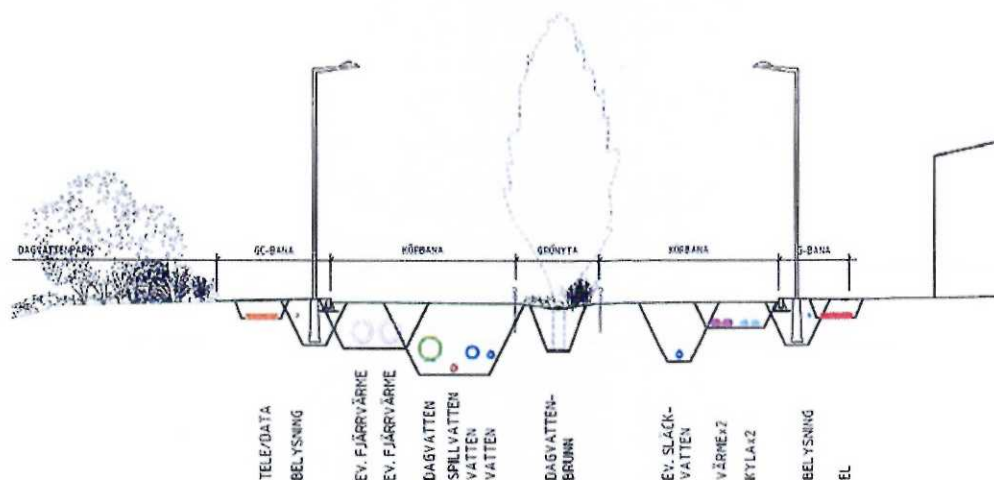 DAGVATTENPARK
GC-BANA
KÖRBANA
GRÖNYTA
KÖRBANA
G-BANA
TELE/DATA
BELYSNING
EV. FJÄRRVÄRME
EV. FJÄRRVÄRME
DAGVATTEN
SPILLVATTEN
VATTEN
VATTEN
DAGVATTEN-
BRUNN
EV. SLÄCK-
VATTEN
VÄRMEx2
KYLAx2
BELYSNING
EL